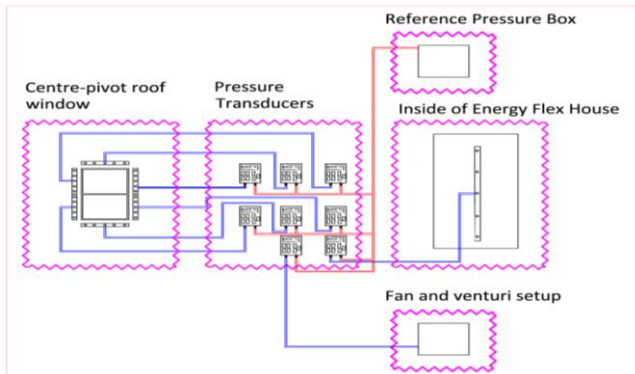 Reference Pressure Box
Centre-pivot roof
window
Pressure
Transducers
Inside of Energy Flex House
Fan and venturi setup